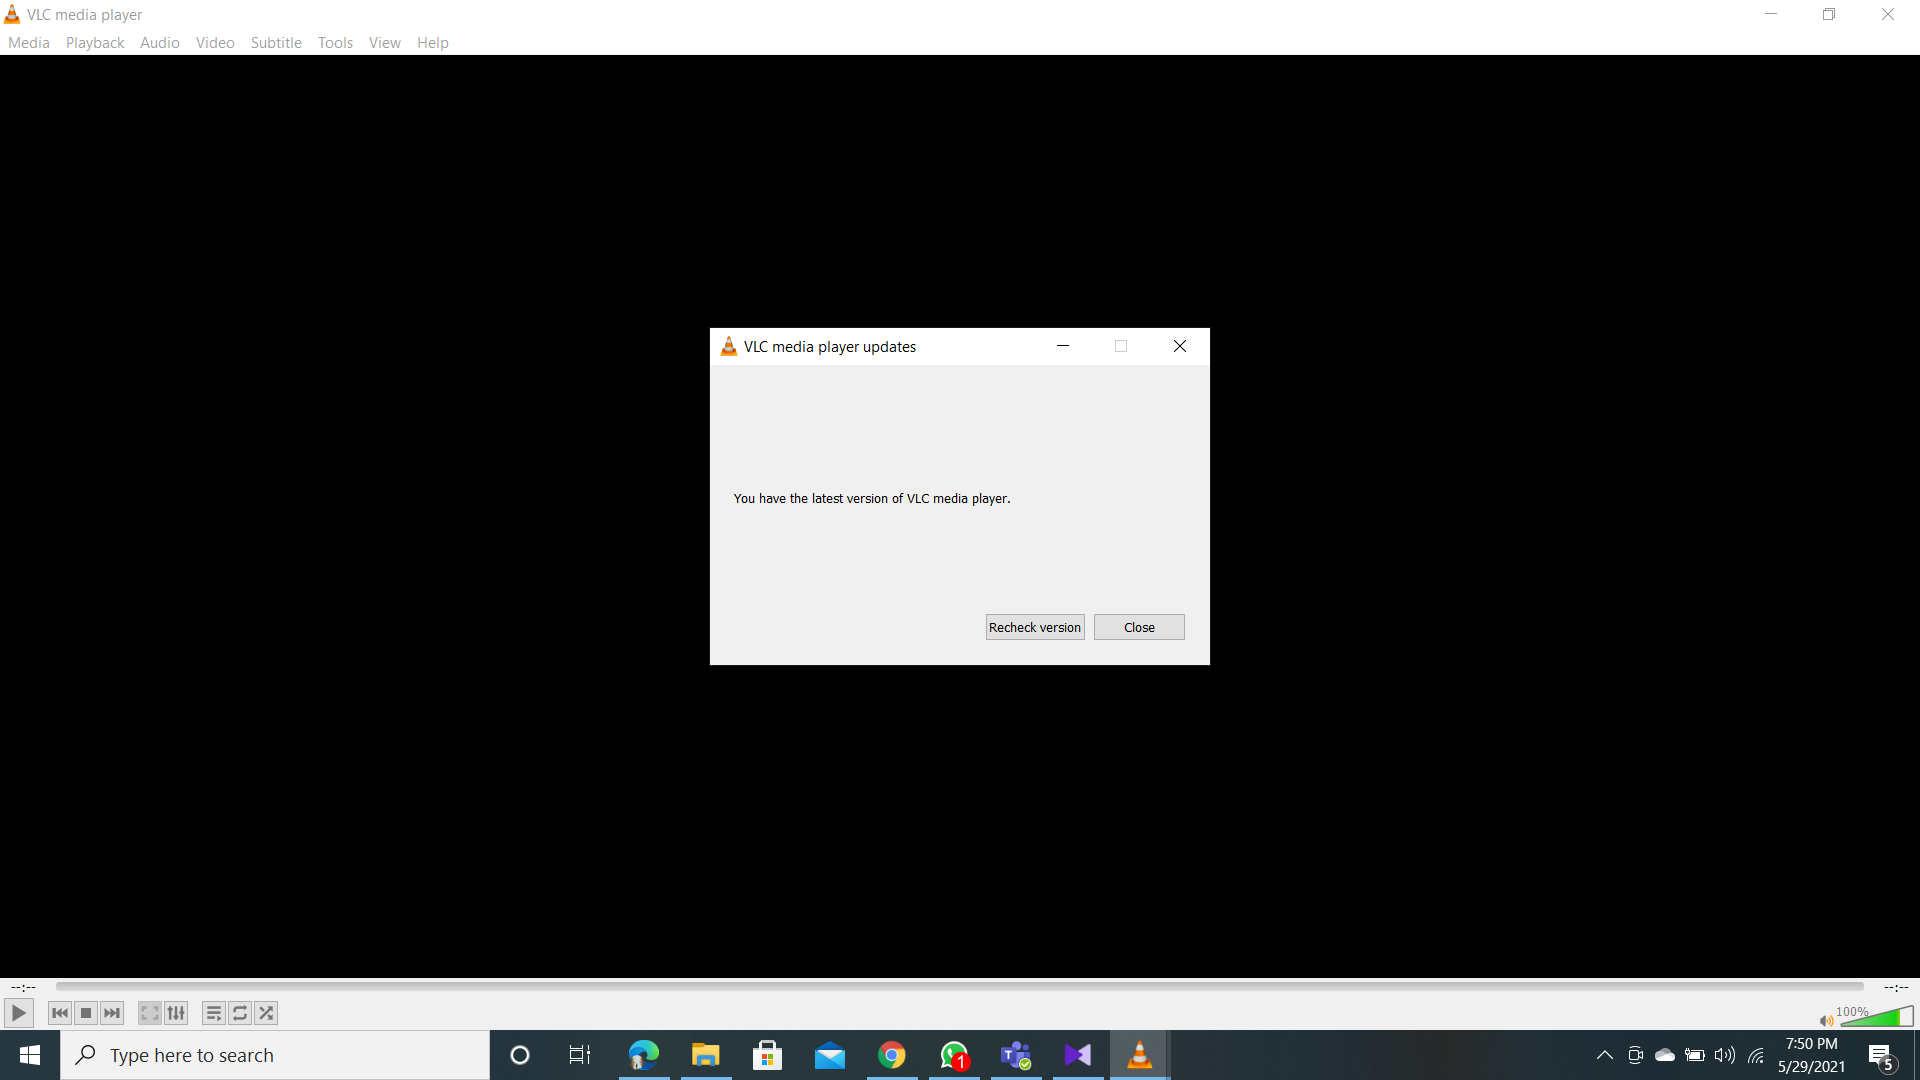 VLC media player
Media Playback Audio Video Subtitle Tools View Help
VLC media player updates
You have the latest version of VLC media player.
Recheck version Close
--:-- --:--
100%
Type here to search
1
T
7:50 PM
5/29/2021
5